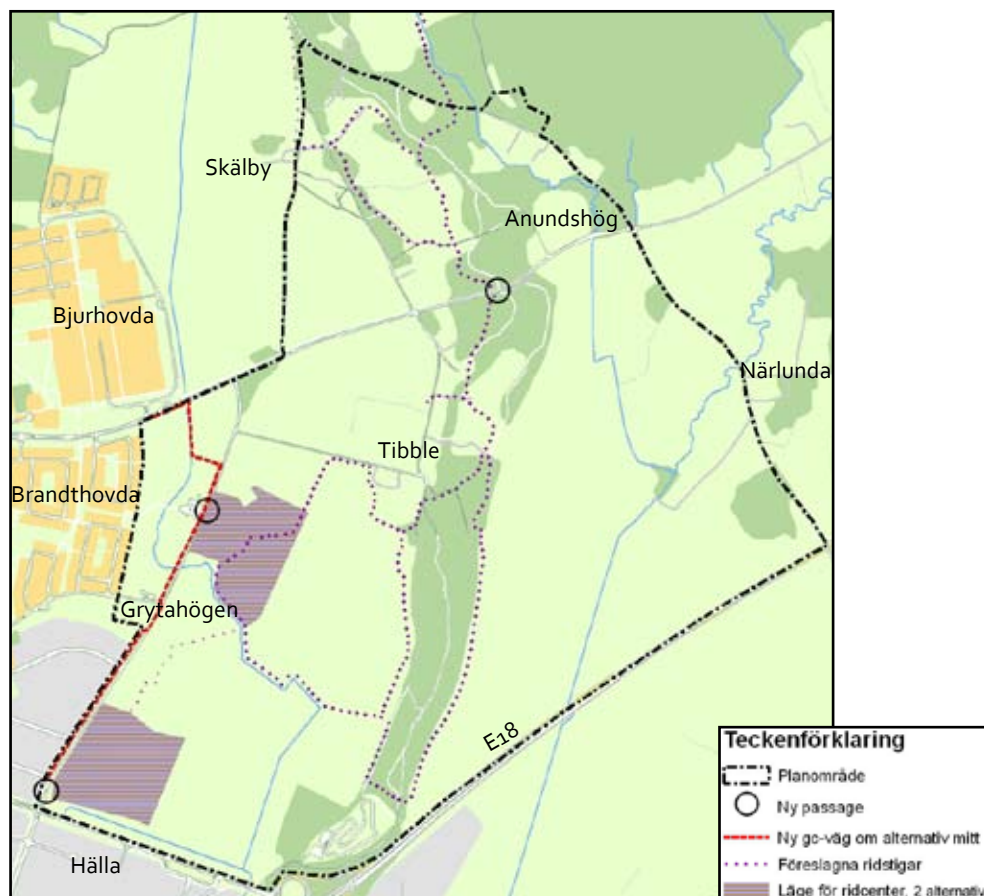 Skälby
Anundshög
Bjurhovda
Närlunda
Tibble
Brandthovda
Grytahögen
E18
Hälla
Teckenförklaring
Planområde
Ny passage
Ny gc-väg om alternativ mitt
Föreslagna ridstigar
Läge för ridcenter, 2 alternativ